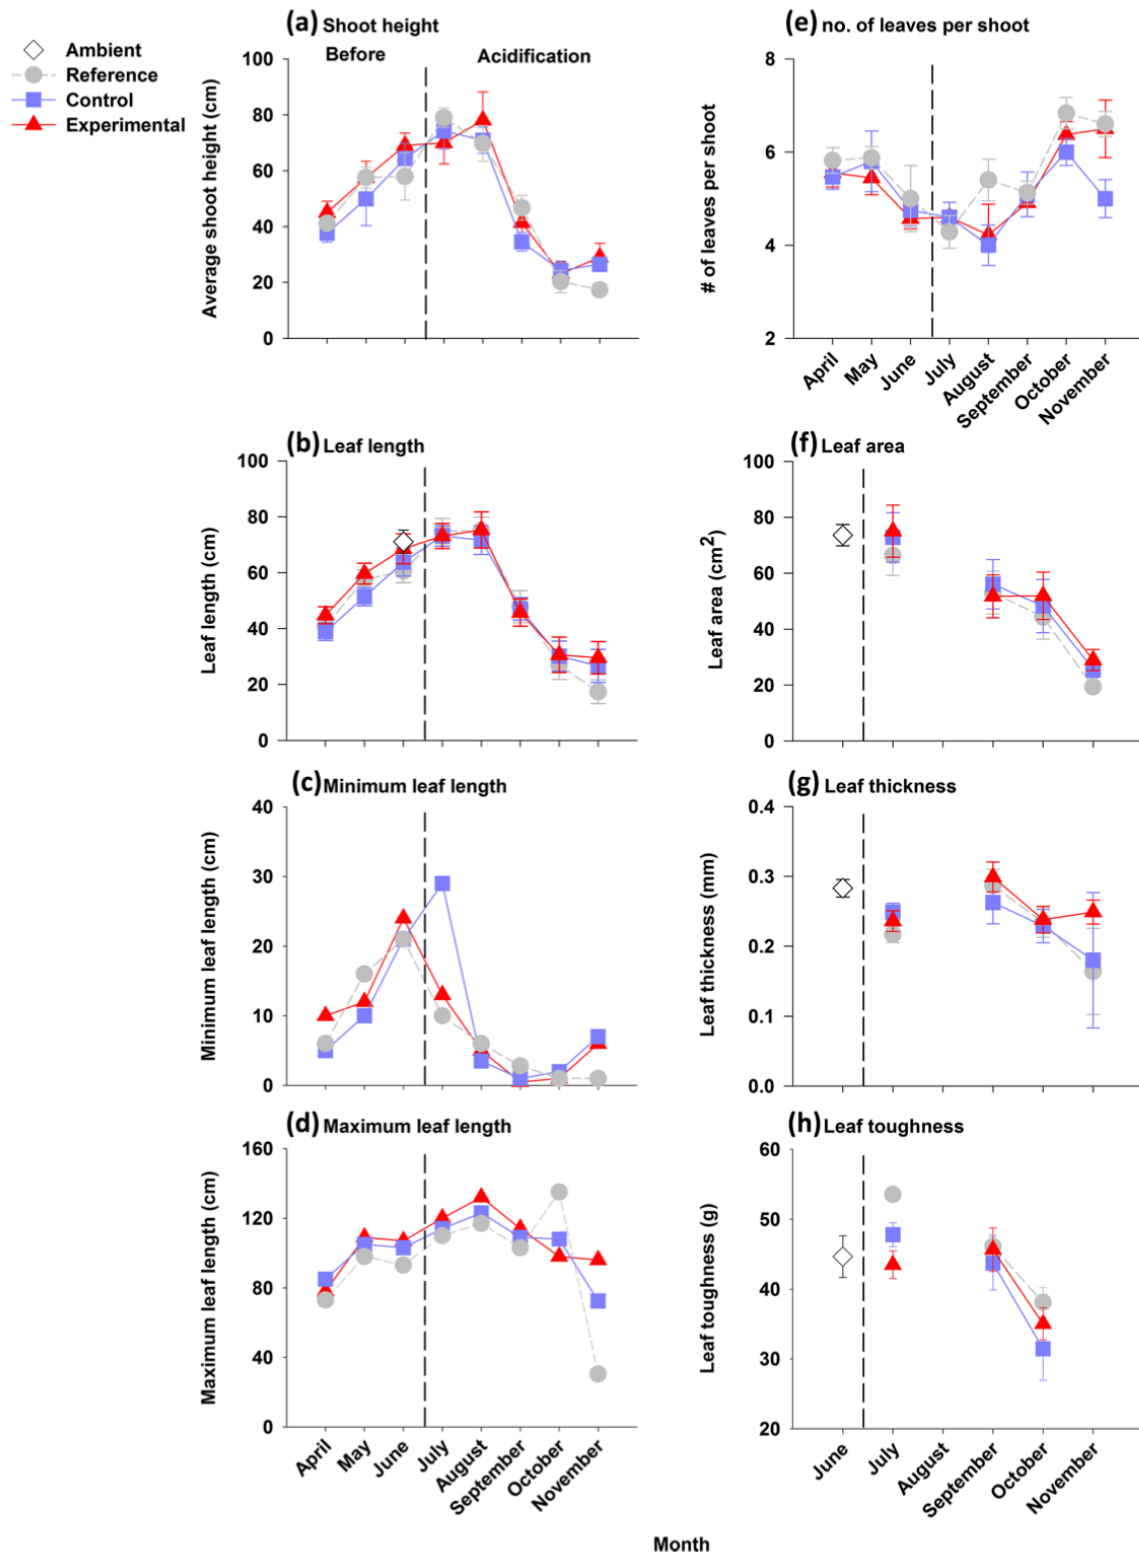 Ambient
Reference
Control
Experimental
(a) Shoot height
Before
Acidification
Average shoot height (cm)
100
80
60
40
20
0
(e) no. of leaves per shoot
# of leaves per shoot
8
6
4
2
April
May
June
July
August
September
October
November
(b) Leaf length
Leaf length (cm)
100
80
60
40
20
0
(f) Leaf area
Leaf area (cm²)
100
80
60
40
20
0
(c) Minimum leaf length
Minimum leaf length (cm)
40
30
20
10
0
(g) Leaf thickness
Leaf thickness (mm)
0.4
0.3
0.2
0.1
0.0
(d) Maximum leaf length
Maximum leaf length (cm)
160
120
80
40
0
April
May
June
July
August
September
October
November
(h) Leaf toughness
Leaf toughness (g)
60
50
40
30
20
June
July
August
September
October
November
Month